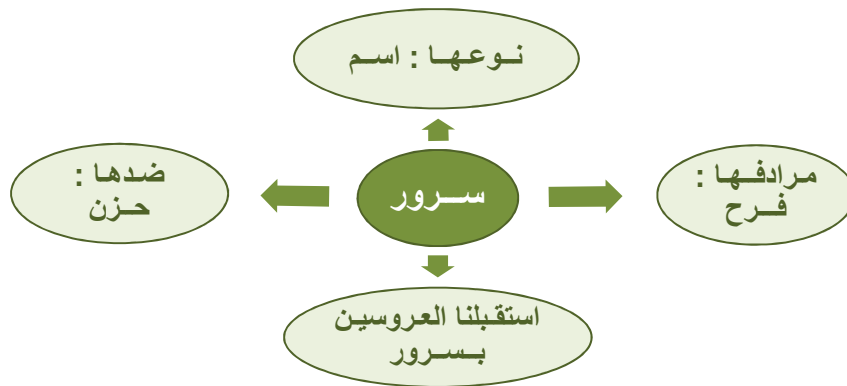 نوعها : اسم
مرادفها :
فرح
سرور
ضدها :
حزن
استقبلنا العروسين
بسرور